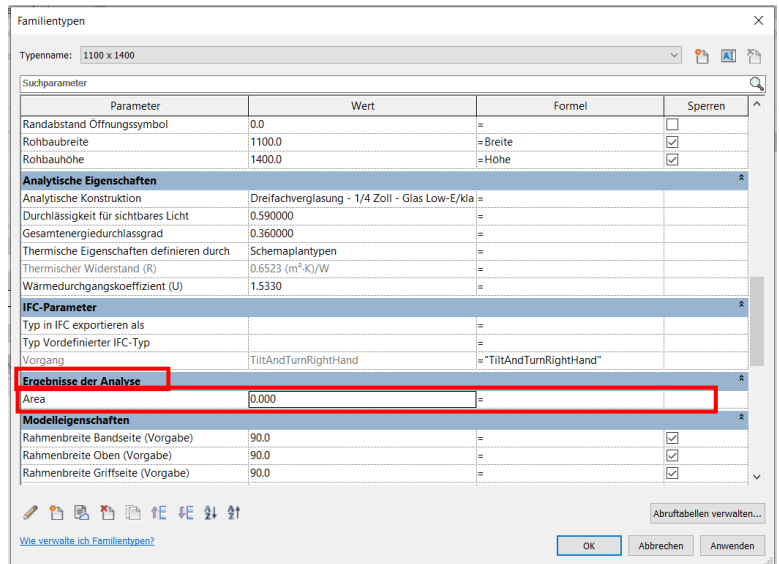 Familientypen
Typenname: 1100 x 1400
Suchparameter
Parameter Wert Formel Sperren
Randabstand Öffnungssymbol 0.0 =
Rohbaubreite 1100.0 =Breite
Rohbauhöhe 1400.0 =Höhe
Analytische Eigenschaften
Analytische Konstruktion Dreifachverglasung - 1/4 Zoll - Glas Low-E/kla =
Durchlässigkeit für sichtbares Licht 0.590000 =
Gesamtenergiedurchlassgrad 0.360000 =
Thermische Eigenschaften definieren durch Schemaplantypen =
Thermischer Widerstand (R) 0.6523 (m²·K)/W =
Wärmedurchgangskoeffizient (U) 1.5330 =
IFC-Parameter
Typ in IFC exportieren als =
Typ Vordefinierter IFC-Typ =
Vorgang TiltAndTurnRightHand ="TiltAndTurnRightHand"
Ergebnisse der Analyse
Area 0.000 =
Modelleigenschaften
Rahmenbreite Bandseite (Vorgabe) 90.0 =
Rahmenbreite Oben (Vorgabe) 90.0 =
Rahmenbreite Griffseite (Vorgabe) 90.0 =
Abruftabellen verwalten...
Wie verwalte ich Familientypen?
OK Abbrechen Anwenden